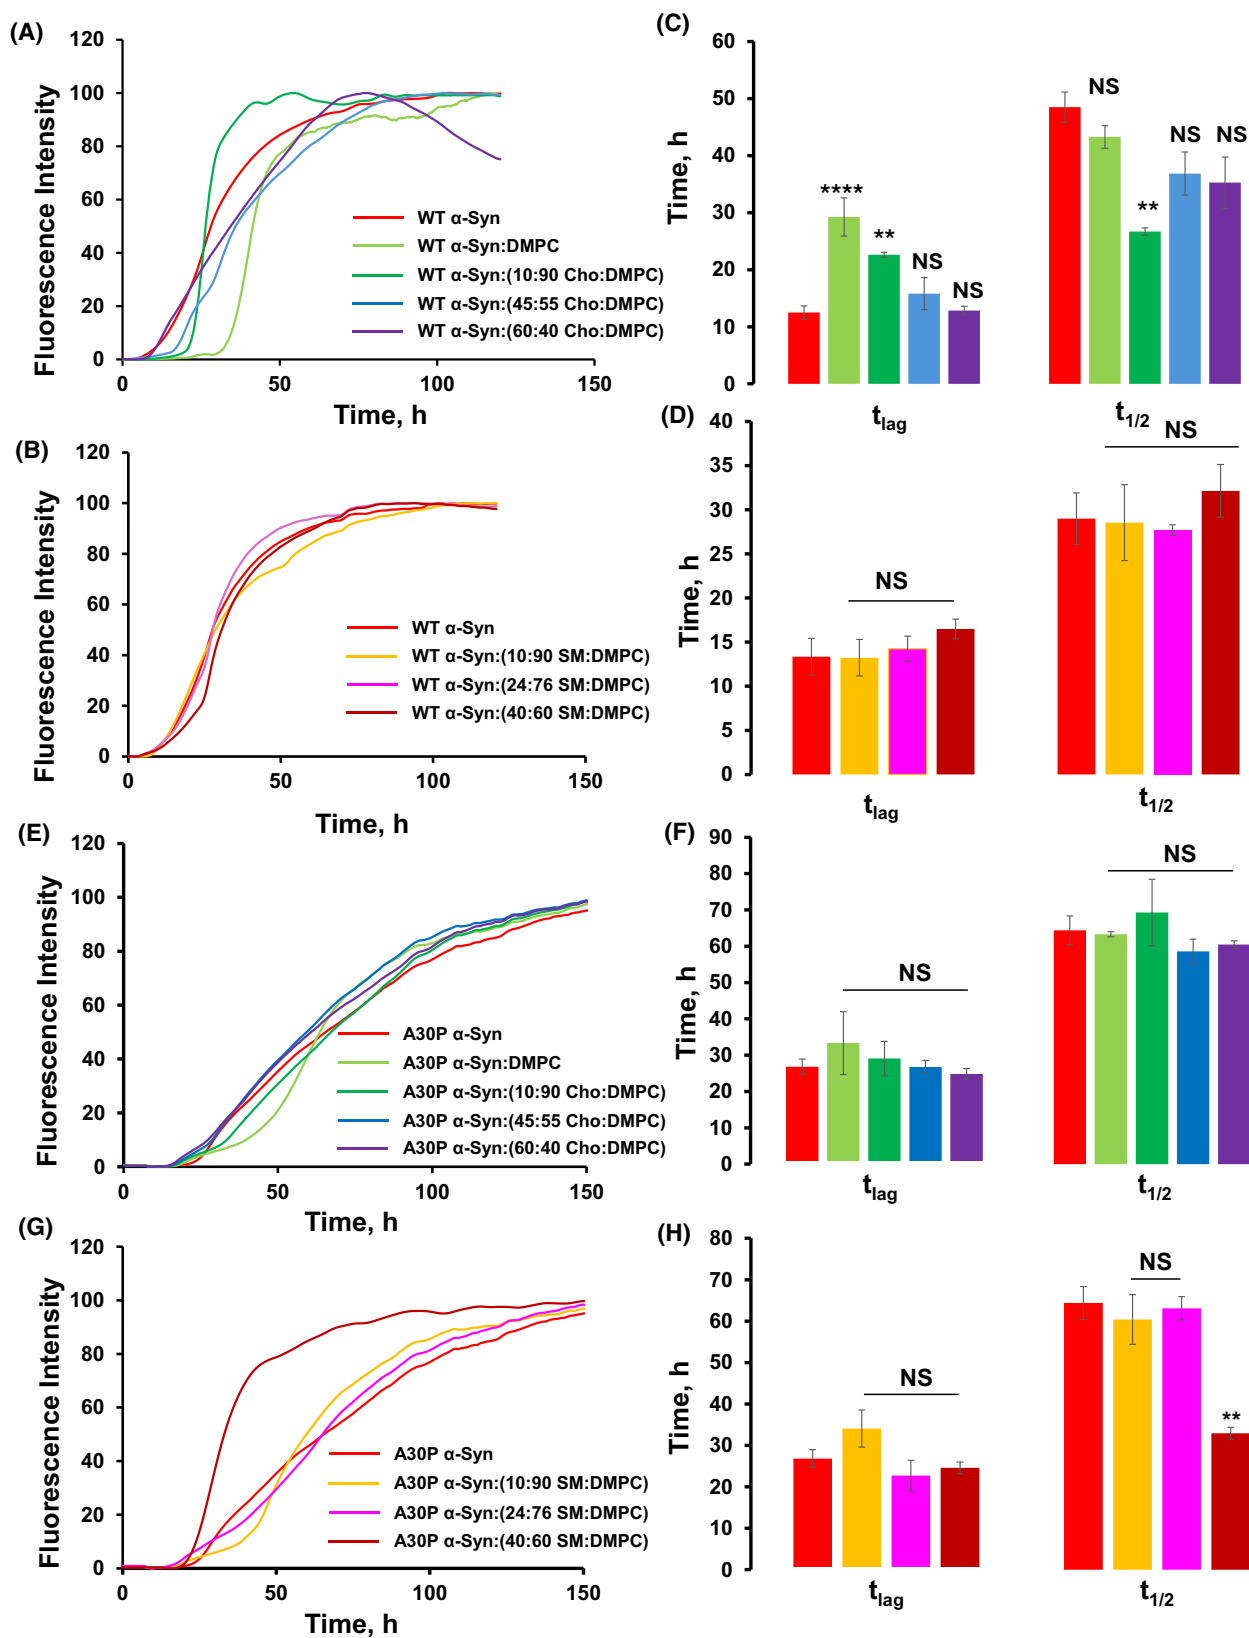 (A)
120
100
80
60
40
20
0
0 50 100 150
Fluorescence Intensity
Time, h
WT α-Syn
WT α-Syn:DMPC
WT α-Syn:(10:90 Cho:DMPC)
WT α-Syn:(45:55 Cho:DMPC)
WT α-Syn:(60:40 Cho:DMPC)
(C)
60
50
40
30
20
10
0
Time, h
**** ** NS NS
NS ** NS NS
tlag t1/2
(B)
120
100
80
60
40
20
0
0 50 100 150
Fluorescence Intensity
Time, h
WT α-Syn
WT α-Syn:(10:90 SM:DMPC)
WT α-Syn:(24:76 SM:DMPC)
WT α-Syn:(40:60 SM:DMPC)
(D)
40
35
30
25
20
15
10
5
0
Time, h
NS NS
tlag t1/2
(E)
120
100
80
60
40
20
0
0 50 100 150
Fluorescence Intensity
Time, h
A30P α-Syn
A30P α-Syn:DMPC
A30P α-Syn:(10:90 Cho:DMPC)
A30P α-Syn:(45:55 Cho:DMPC)
A30P α-Syn:(60:40 Cho:DMPC)
(F)
90
80
70
60
50
40
30
20
10
0
Time, h
NS NS
tlag t1/2
(G)
120
100
80
60
40
20
0
0 50 100 150
Fluorescence Intensity
Time, h
A30P α-Syn
A30P α-Syn:(10:90 SM:DMPC)
A30P α-Syn:(24:76 SM:DMPC)
A30P α-Syn:(40:60 SM:DMPC)
(H)
80
70
60
50
40
30
20
10
0
Time, h
NS NS **
tlag t1/2